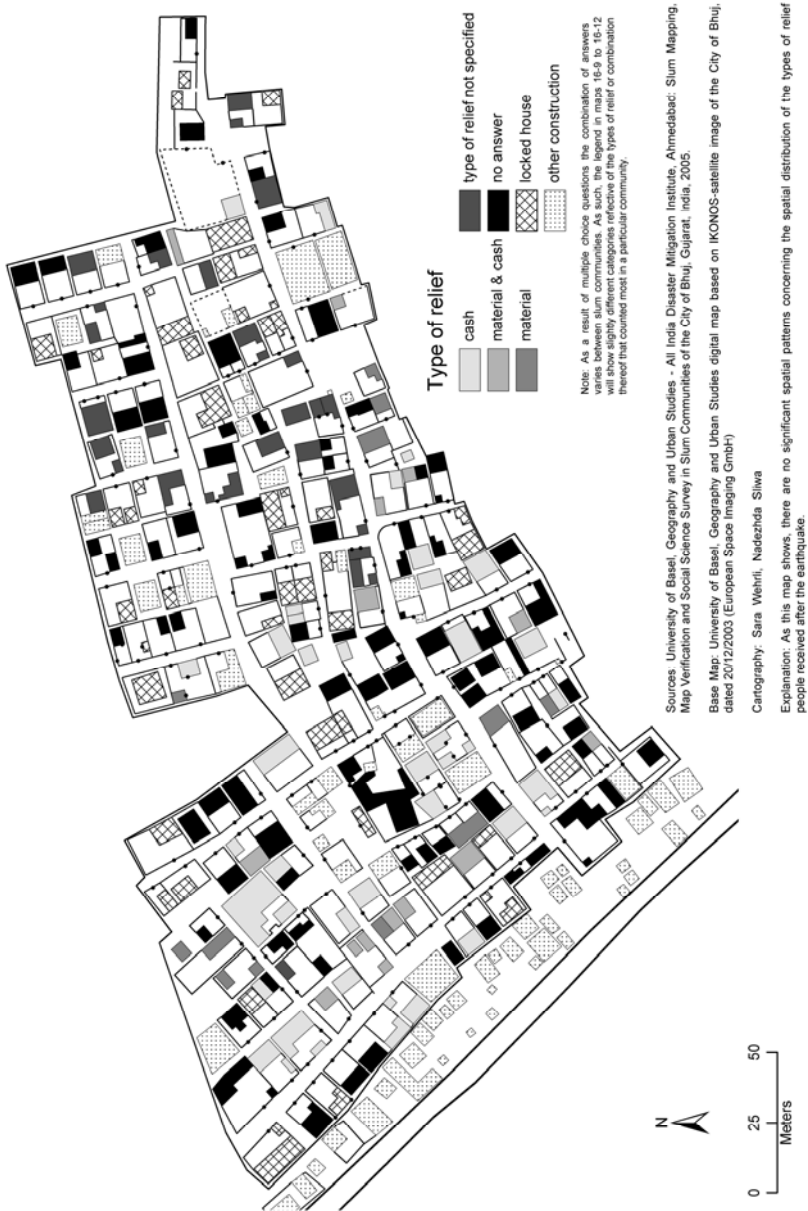 Type of relief
cash
material & cash
material
type of relief not specified
no answer
locked house
other construction
Note: As a result of multiple choice questions the combination of answers
varies between slum communities. As such, the legend in maps 16-9 to 16-12
will show slightly different categories reflective of the types of relief or combination
thereof that counted most in a particular community.
Sources University of Basel, Geography and Urban Studies - All India Disaster Mitigation Institute, Ahmedabad: Slum Mapping,
Map Verification and Social Science Survey in Slum Communities of the City of Bhuj, Gujarat, India, 2005.
Base Map: University of Basel, Geography and Urban Studies digital map based on IKONOS-satellite image of the City of Bhuj,
dated 20/12/2003 (European Space Imaging GmbH)
Cartography: Sara Wehrli, Nadezhda Sliwa
Explanation: As this map shows, there are no significant spatial patterns concerning the spatial distribution of the types of relief
people received after the earthquake.
N
0 25 50
Meters